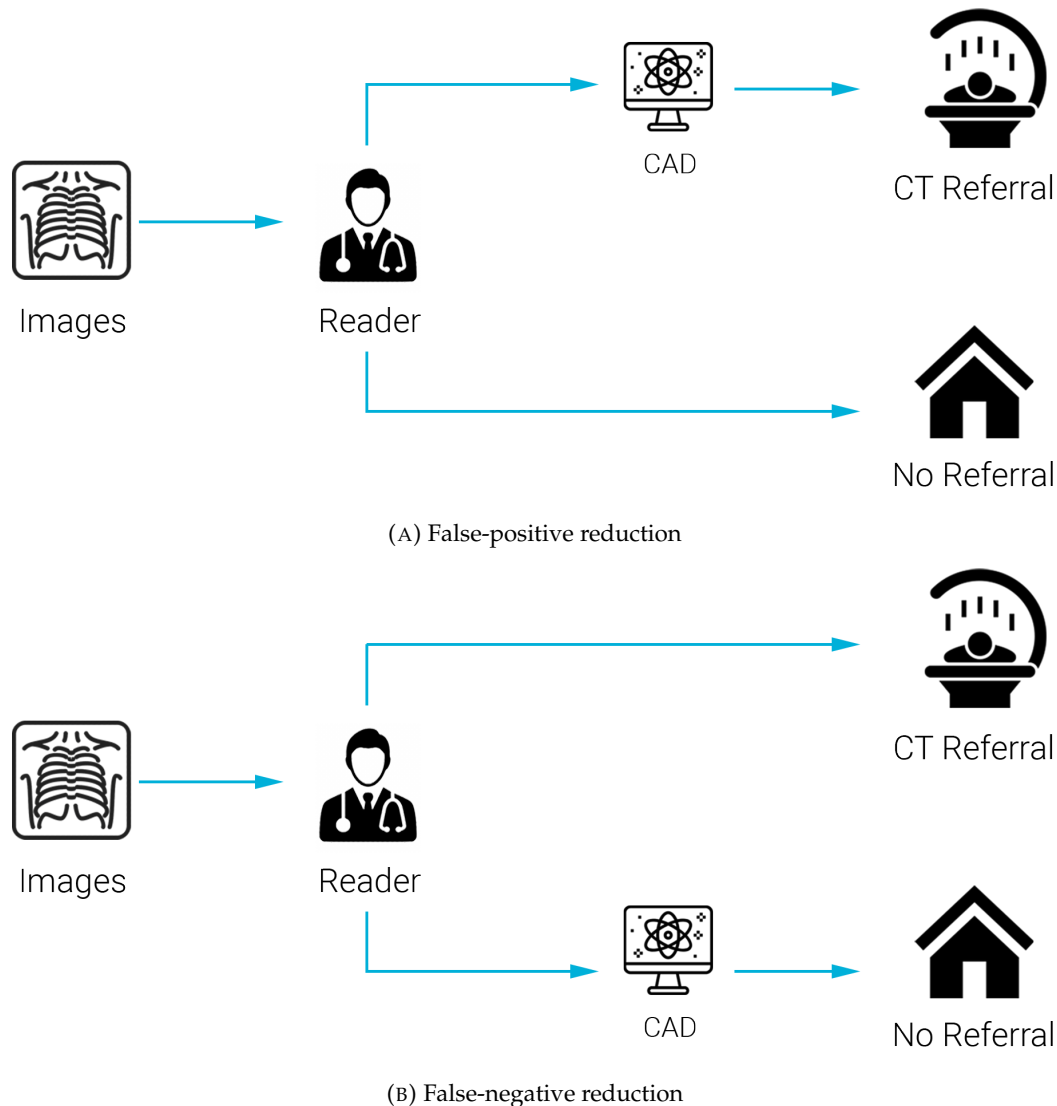 CAD
CT Referral
Images
Reader
No Referral
(A) False-positive reduction
CT Referral
Images
Reader
CAD
No Referral
(B) False-negative reduction